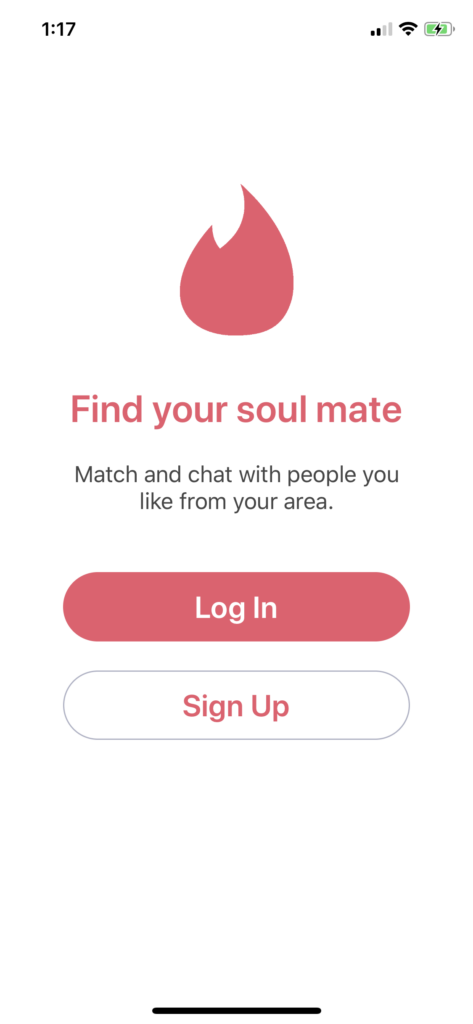 1:17
Find your soul mate
Match and chat with people you
like from your area.
Log In
Sign Up